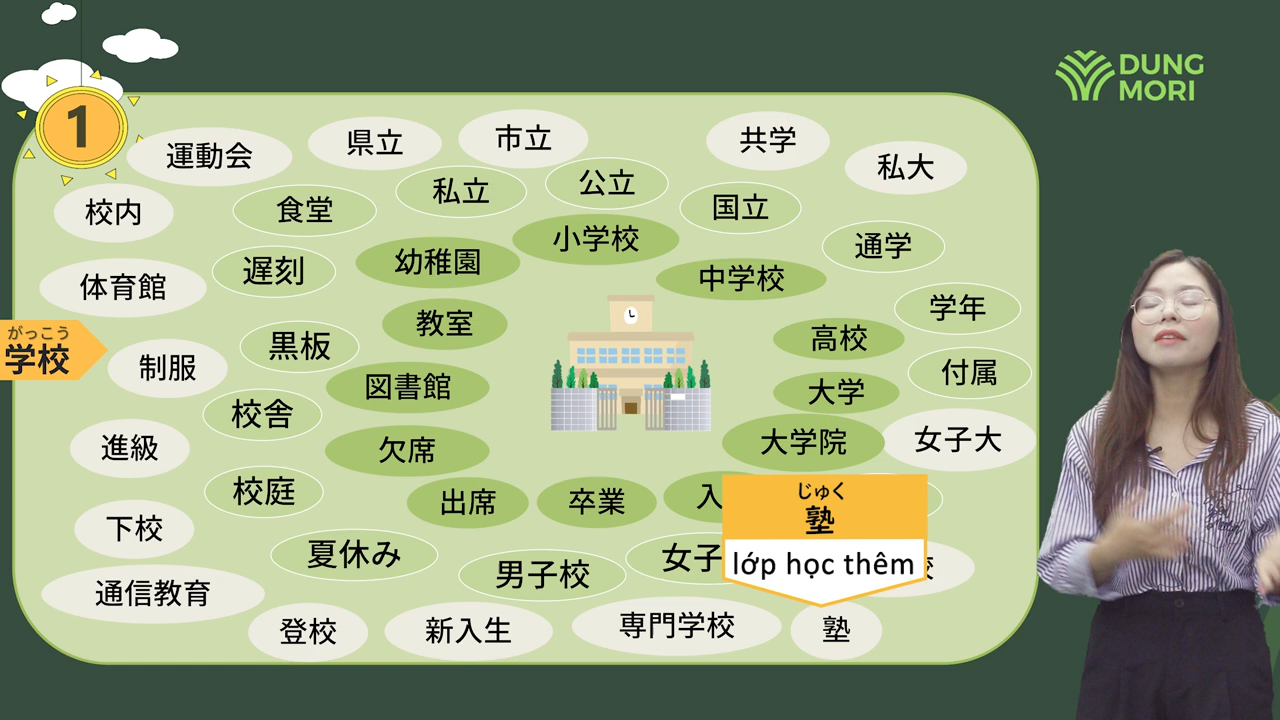 DUNG
MORI
1
運動会
県立
市立
共学
私大
校内
食堂
私立
公立
国立
通学
体育館
遅刻
幼稚園
小学校
中学校
学年
がっこう
学校
制服
黒板
教室
高校
付属
校舎
図書館
大学
進級
欠席
大学院
女子大
校庭
出席
卒業
入
下校
夏休み
男子校
女子
じゅく
塾
lớp học thêm
校
通信教育
登校
新入生
専門学校
塾